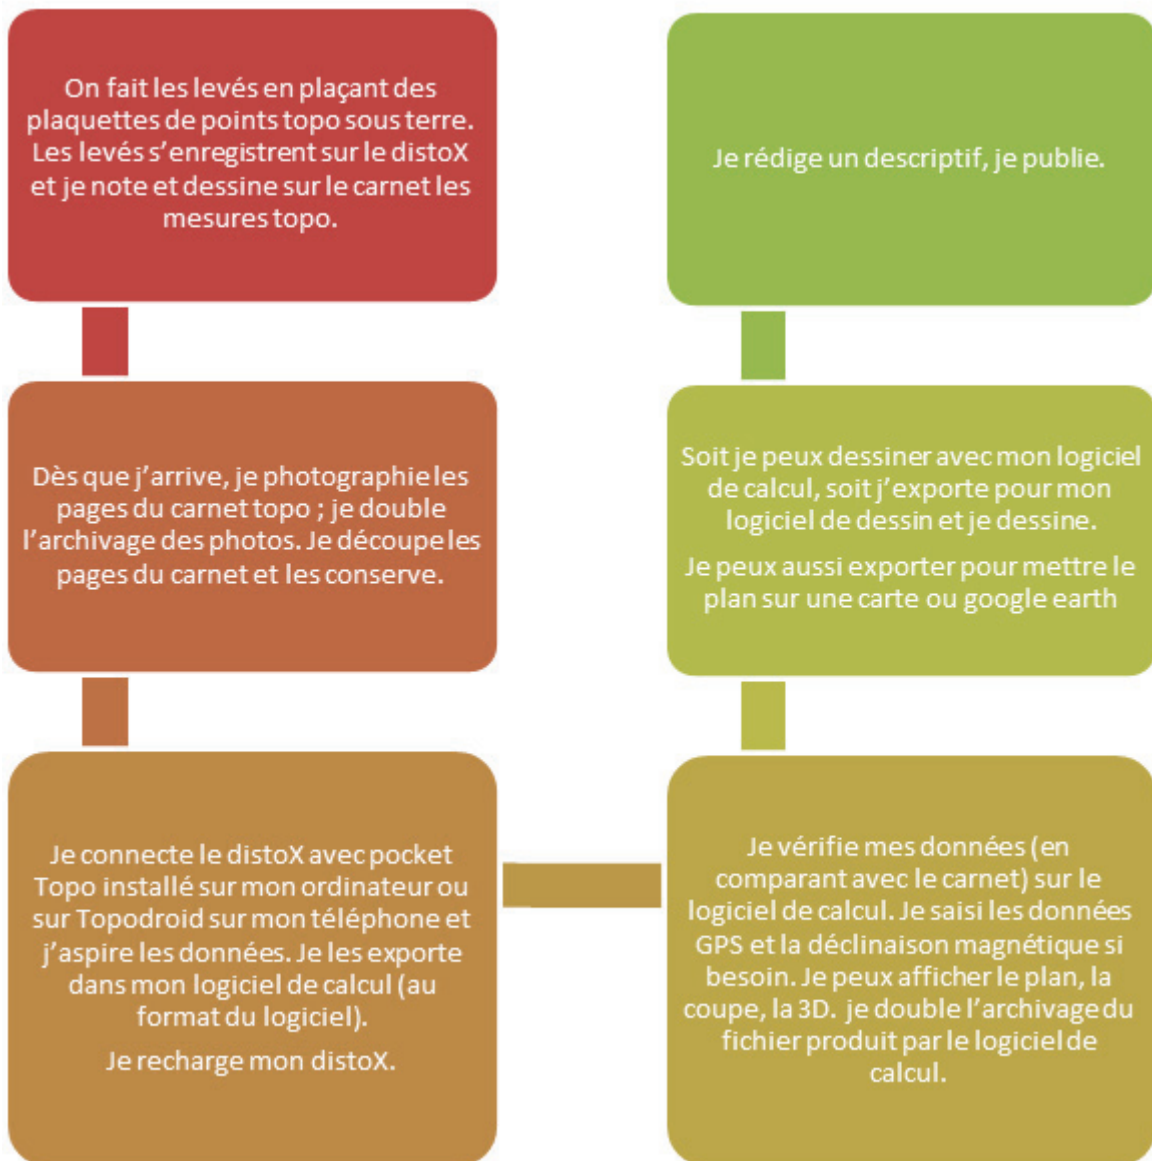 On fait les levés en plaçant des
plaquettes de points topo sous terre.
Les levés s’enregistrent sur le distoX
et je note et dessine sur le carnet les
mesures topo.
Dès que j’arrive, je photographie les
pages du carnet topo ; je double
l’archivage des photos. Je découpe les
pages du carnet et les conserve.
Je connecte le distoX avec pocket
Topo installé sur mon ordinateur ou
sur Topodroid sur mon téléphone et
j’aspire les données. Je les exporte
dans mon logiciel de calcul (au
format du logiciel).
Je recharge mon distoX.
Je vérifie mes données (en
comparant avec le carnet) sur le
logiciel de calcul. Je saisi les données
GPS et la déclinaison magnétique si
besoin. Je peux afficher le plan, la
coupe, la 3D. je double l’archivage du
fichier produit par le logiciel de
calcul.
Soit je peux dessiner avec mon logiciel
de calcul, soit j’exporte pour mon
logiciel de dessin et je dessine.
Je peux aussi exporter pour mettre le
plan sur une carte ou google earth
Je rédige un descriptif, je publie.